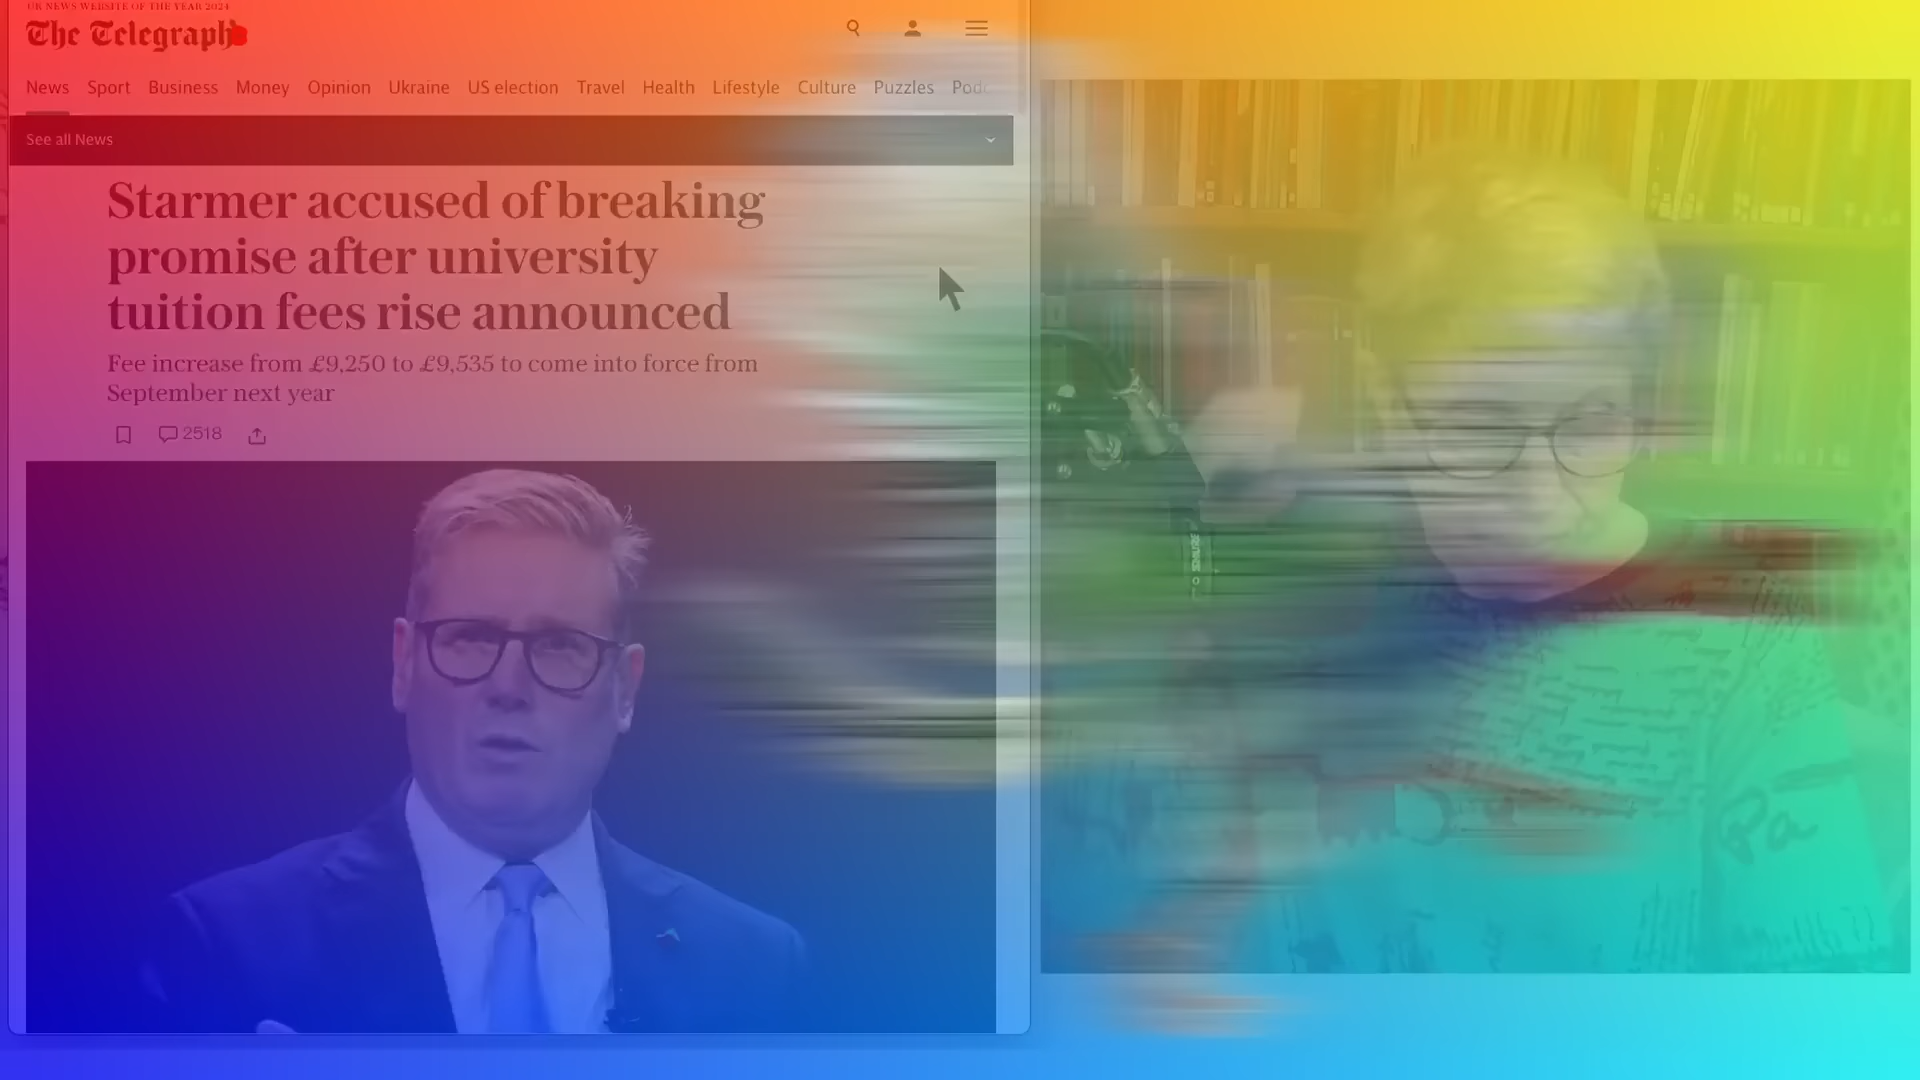 UK NEWS WEBSITE OF THE YEAR 2024
The Telegraph
News Sport Business Money Opinion Ukraine US election Travel Health Lifestyle Culture Puzzles Podc
See all News
Starmer accused of breaking
promise after university
tuition fees rise announced
Fee increase from £9,250 to £9,535 to come into force from
September next year
2518
Pa